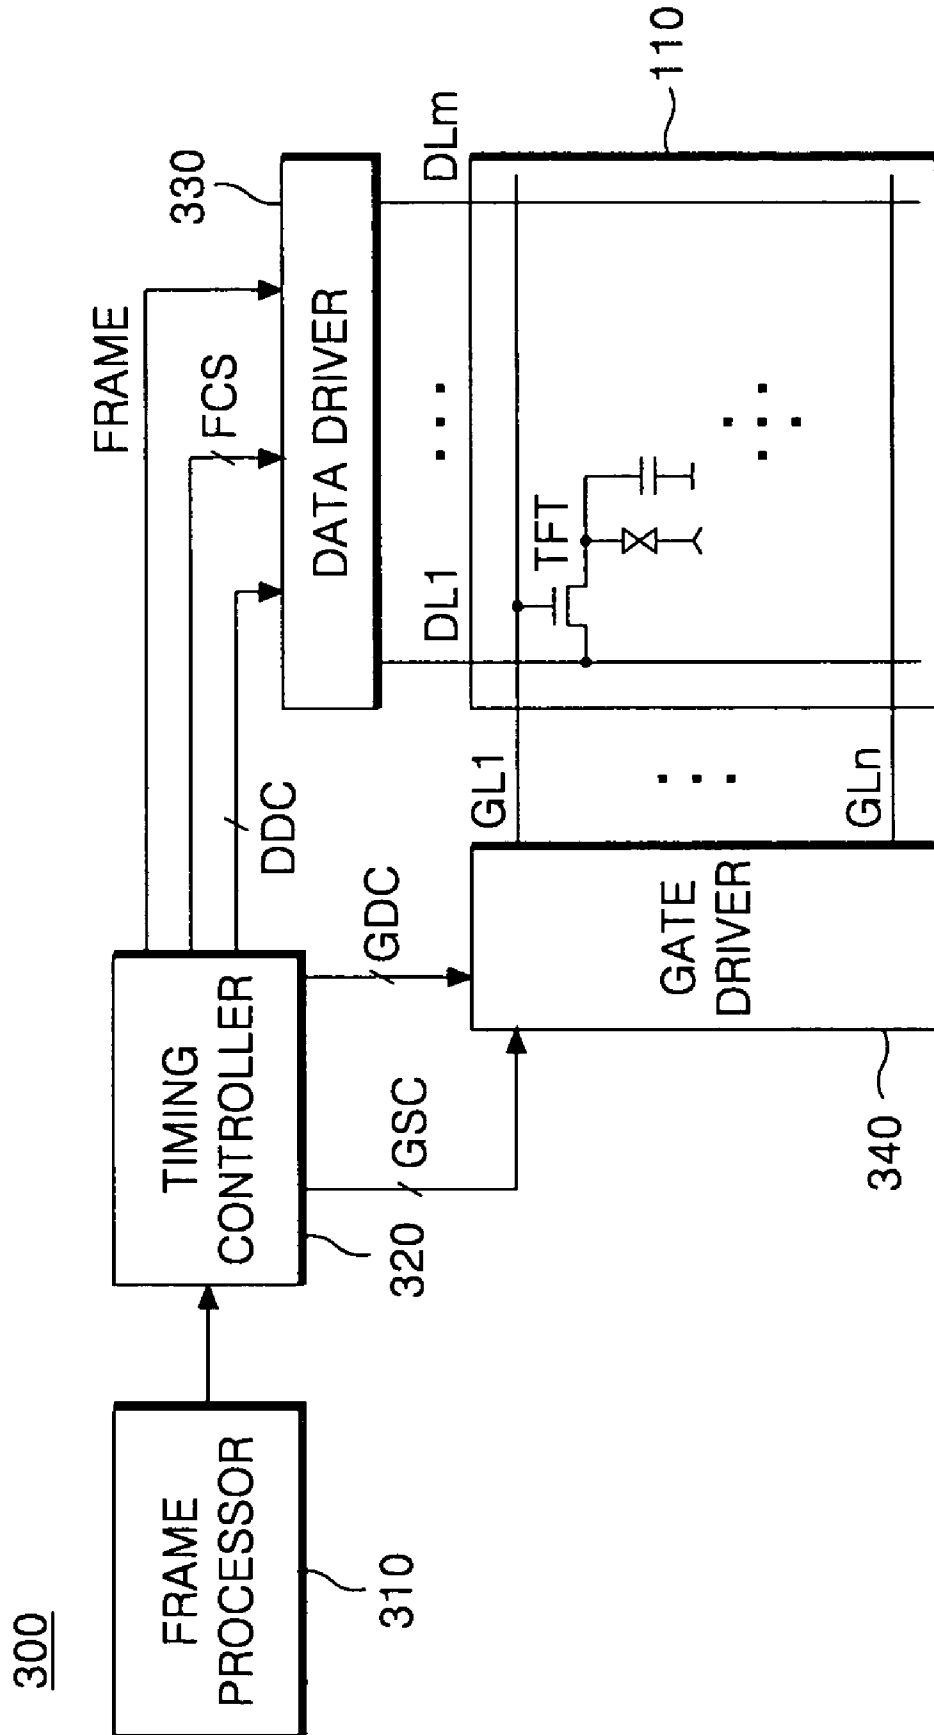 300
FRAME
PROCESSOR
310
TIMING
CONTROLLER
320
FRAME
FCS
DDC
GDC
GSC
DATA DRIVER
330
GATE
DRIVER
340
GL1
GLn
DL1
DLm
TFT
110